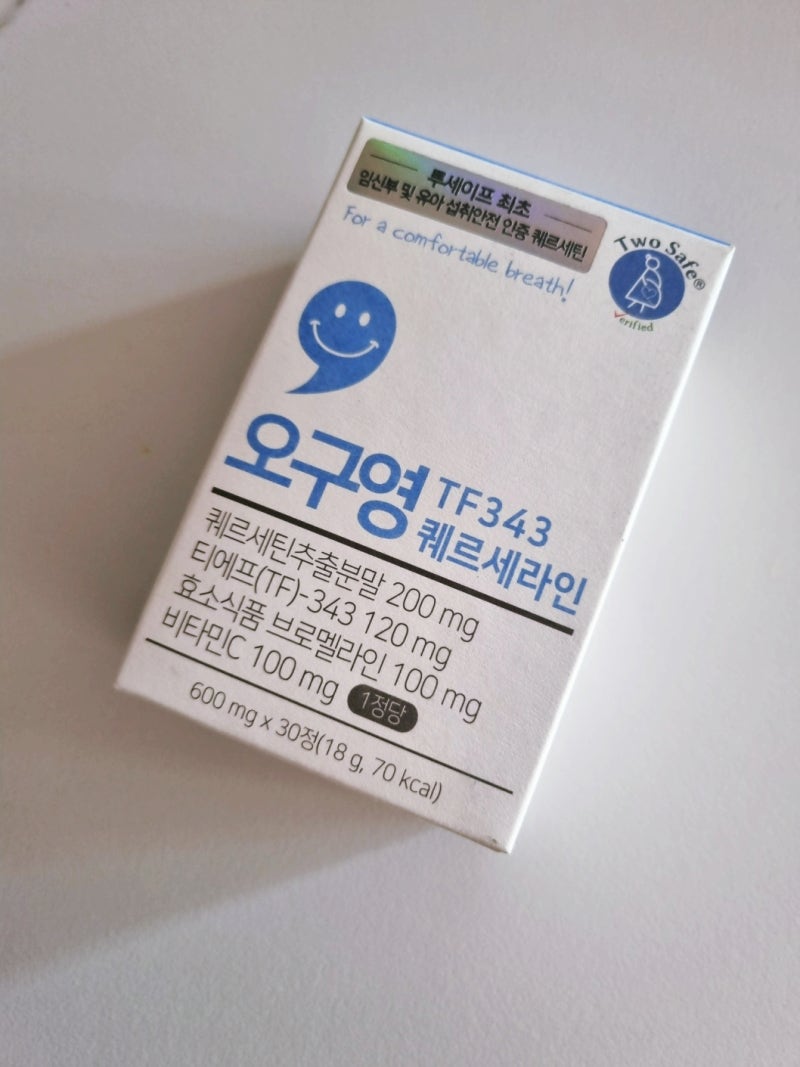 투세이프 최초
임신부 및 유아 섭취안전 인증 퀘르세틴
For a comfortable breath!
Two Safe®
Verified
오구영 TF343
퀘르세라인
퀘르세틴추출분말 200 mg
티에프(TF)-343 120 mg
효소식품 브로멜라인 100 mg
비타민C 100 mg 1정당
600 mg x 30정(18 g, 70 kcal)